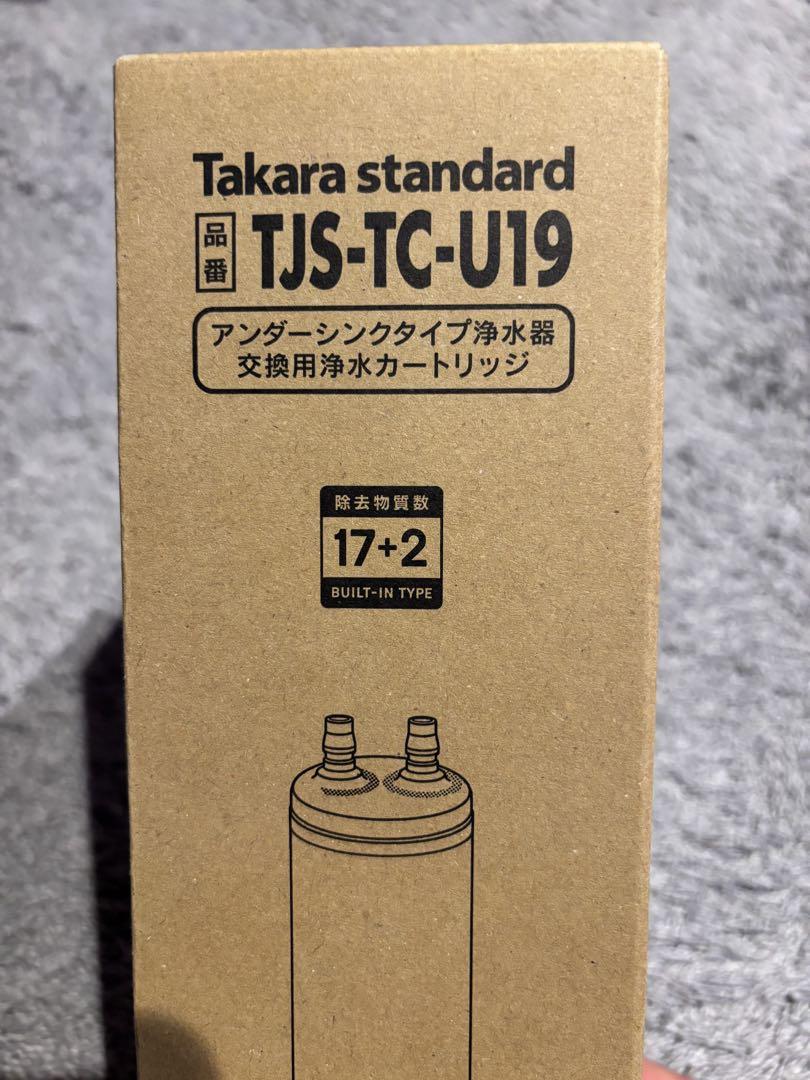 Takara standard
品番 TJS-TC-U19
アンダーシンクタイプ浄水器
交換用浄水カートリッジ
除去物質数
17+2
BUILT-IN TYPE